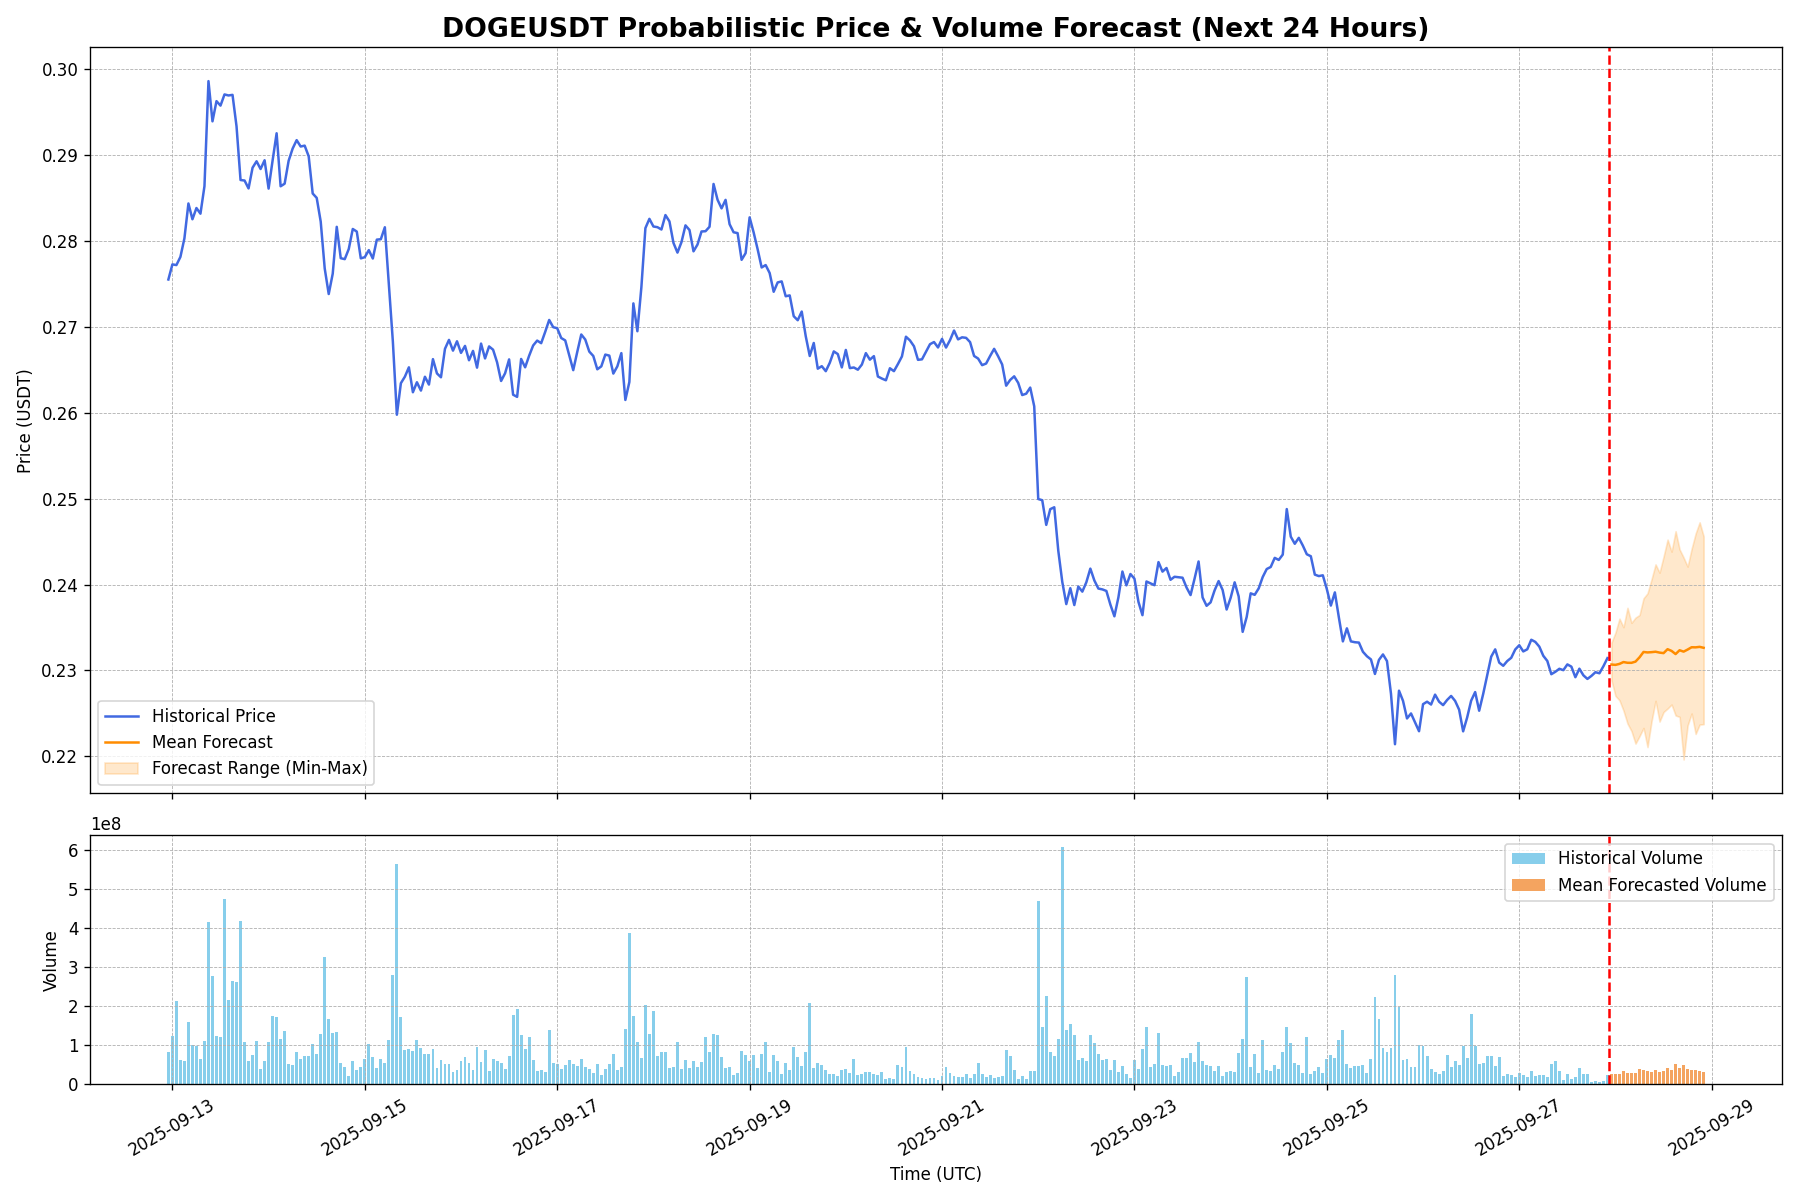 DOGEUSDT Probabilistic Price & Volume Forecast (Next 24 Hours)
Price (USDT)
0.30
0.29
0.28
0.27
0.26
0.25
0.24
0.23
0.22
Historical Price
Mean Forecast
Forecast Range (Min-Max)
1e8
Volume
6
5
4
3
2
1
0
Historical Volume
Mean Forecasted Volume
2025-09-13
2025-09-15
2025-09-17
2025-09-19
2025-09-21
2025-09-23
2025-09-25
2025-09-27
2025-09-29
Time (UTC)